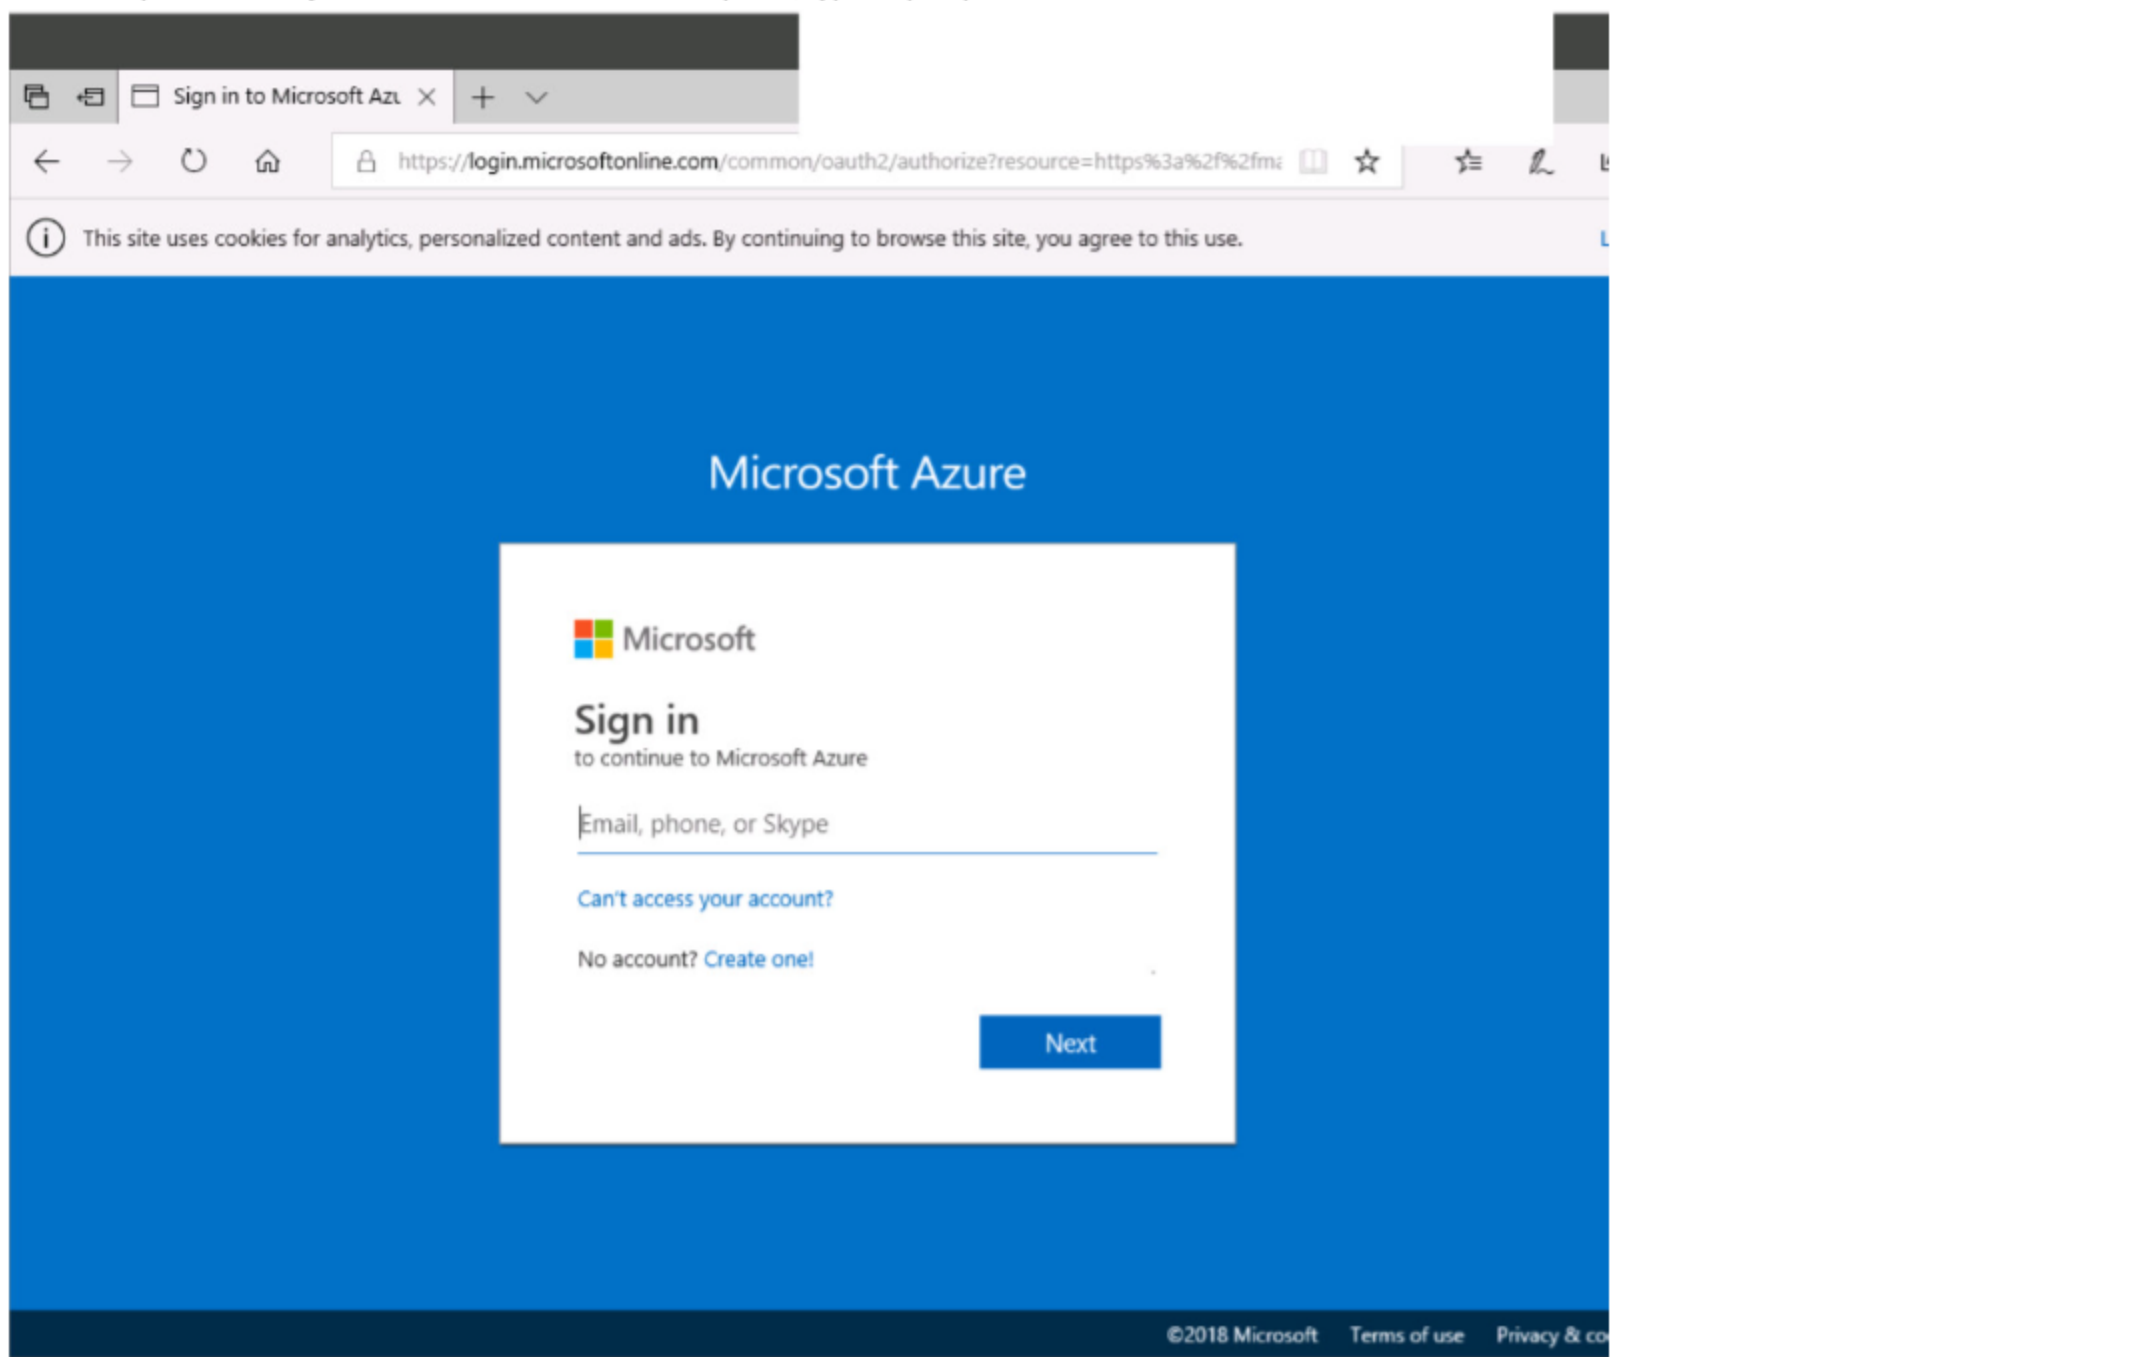 Sign in to Microsoft Azu
https://login.microsoftonline.com/common/oauth2/authorize?resource=https%3a%2f%2fma
This site uses cookies for analytics, personalized content and ads. By continuing to browse this site, you agree to this use.
L
Microsoft Azure
Microsoft
Sign in
to continue to Microsoft Azure
Email, phone, or Skype
Can't access your account?
No account? Create one!
Next
©2018 Microsoft Terms of use Privacy & co